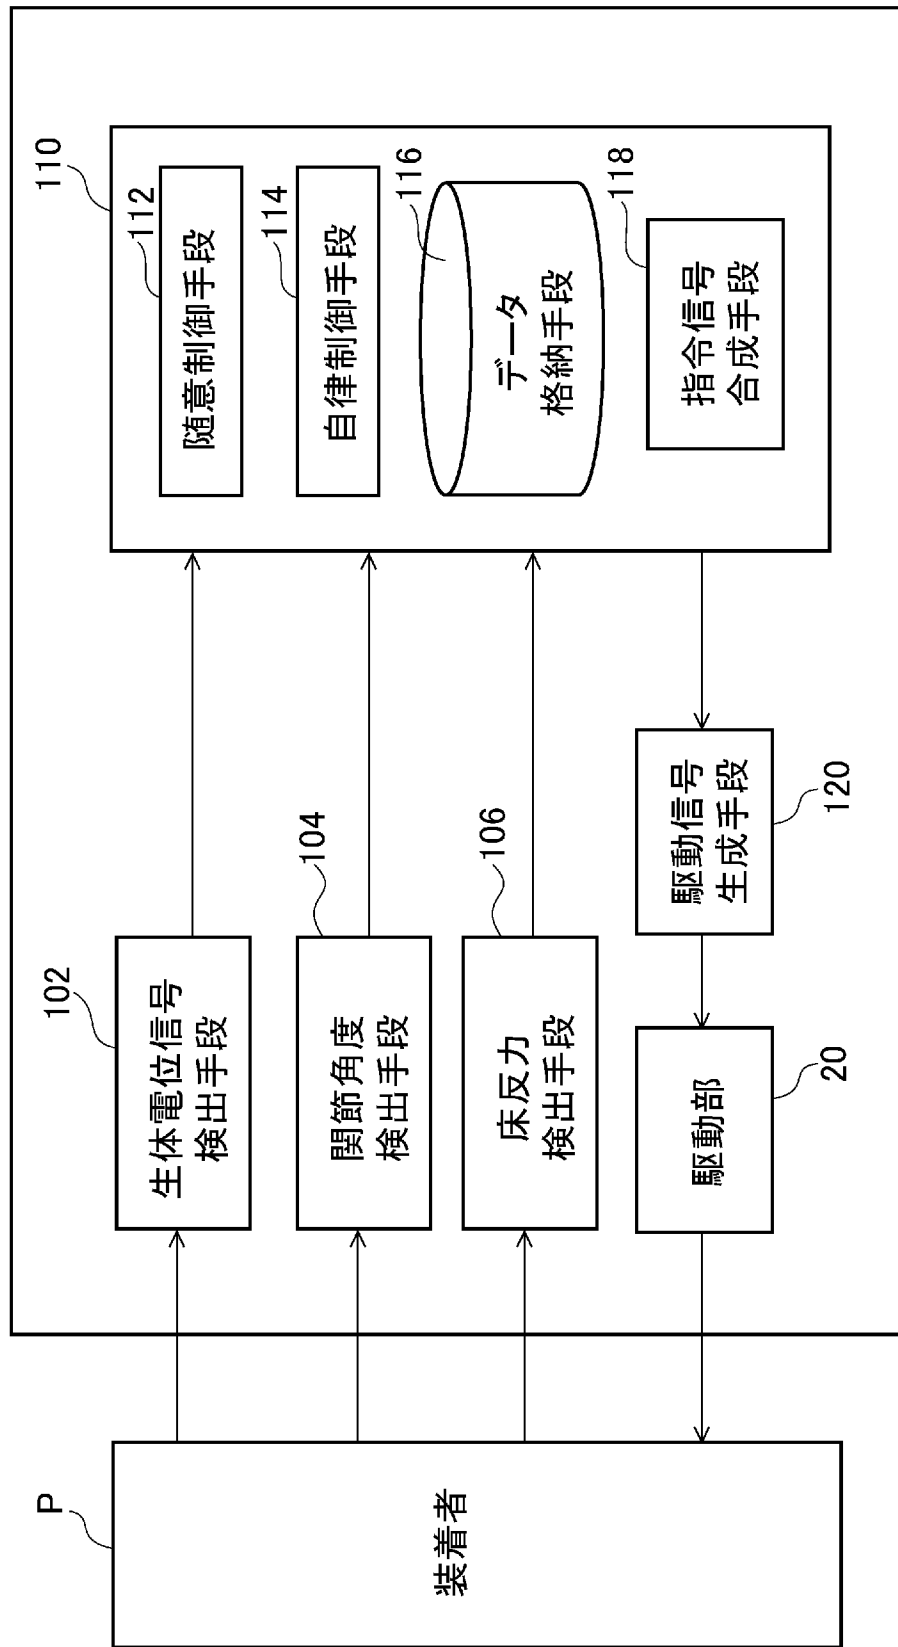 P
装着者
102
生体電位信号
検出手段
104
関節角度
検出手段
106
床反力
検出手段
20
駆動部
120
駆動信号
生成手段
110
112
随意制御手段
114
自律制御手段
116
データ
格納手段
118
指令信号
合成手段